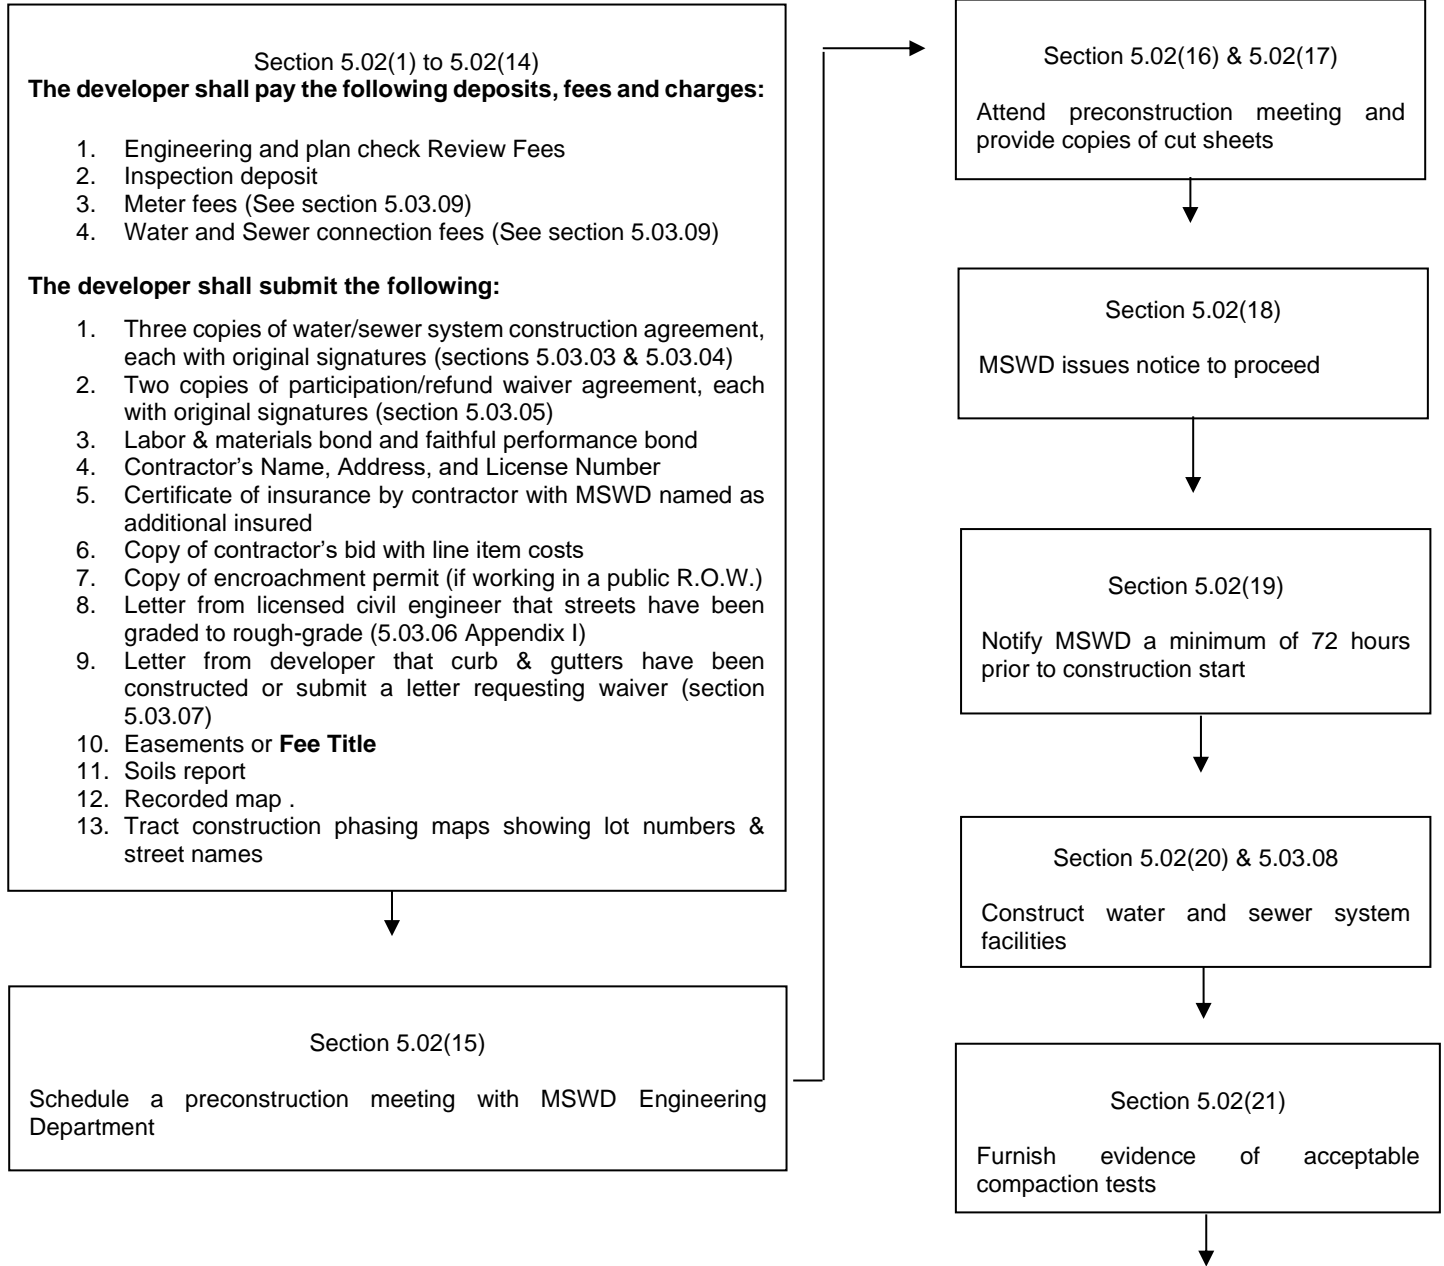 Section 5.02(1) to 5.02(14)
The developer shall pay the following deposits, fees and charges:
1. Engineering and plan check Review Fees
2. Inspection deposit
3. Meter fees (See section 5.03.09)
4. Water and Sewer connection fees (See section 5.03.09)
The developer shall submit the following:
1. Three copies of water/sewer system construction agreement,
each with original signatures (sections 5.03.03 & 5.03.04)
2. Two copies of participation/refund waiver agreement, each
with original signatures (section 5.03.05)
3. Labor & materials bond and faithful performance bond
4. Contractor's Name, Address, and License Number
5. Certificate of insurance by contractor with MSWD named as
additional insured
6. Copy of contractor's bid with line item costs
7. Copy of encroachment permit (if working in a public R.O.W.)
8. Letter from licensed civil engineer that streets have been
graded to rough-grade (5.03.06 Appendix I)
9. Letter from developer that curb & gutters have been
constructed or submit a letter requesting waiver (section
5.03.07)
10. Easements or Fee Title
11. Soils report
12. Recorded map .
13. Tract construction phasing maps showing lot numbers &
street names
Section 5.02(15)
Schedule a preconstruction meeting with MSWD Engineering
Department
Section 5.02(16) & 5.02(17)
Attend preconstruction meeting and
provide copies of cut sheets
Section 5.02(18)
MSWD issues notice to proceed
Section 5.02(19)
Notify MSWD a minimum of 72 hours
prior to construction start
Section 5.02(20) & 5.03.08
Construct water and sewer system
facilities
Section 5.02(21)
Furnish evidence of acceptable
compaction tests